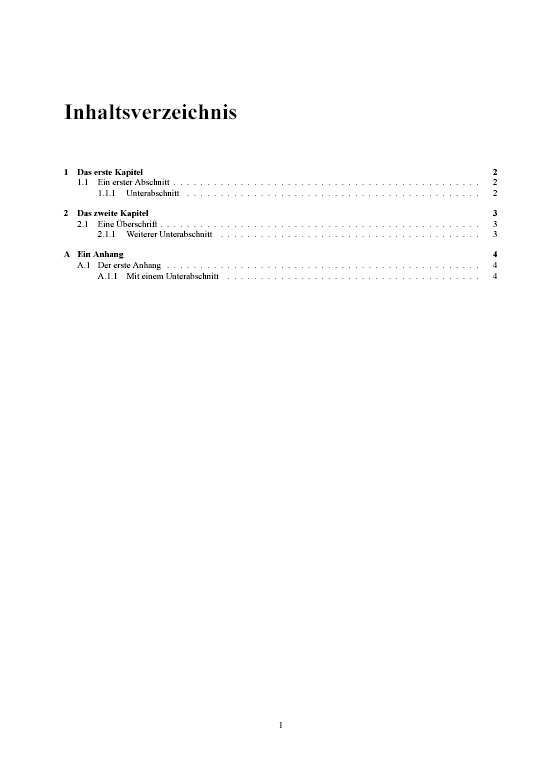 Inhaltsverzeichnis
1 Das erste Kapitel 2
1.1 Ein erster Abschnitt . . . . . . . . . . . . . . . . . . . . . . . . . . . . . . . . . . . . . . . . . . . . . . 2
1.1.1 Unterabschnitt . . . . . . . . . . . . . . . . . . . . . . . . . . . . . . . . . . . . . . . . . . . . 2
2 Das zweite Kapitel 3
2.1 Eine Überschrift . . . . . . . . . . . . . . . . . . . . . . . . . . . . . . . . . . . . . . . . . . . . . . . . 3
2.1.1 Weiterer Unterabschnitt . . . . . . . . . . . . . . . . . . . . . . . . . . . . . . . . . . . . . . . 3
A Ein Anhang 4
A.1 Der erste Anhang . . . . . . . . . . . . . . . . . . . . . . . . . . . . . . . . . . . . . . . . . . . . . . . 4
A.1.1 Mit einem Unterabschnitt . . . . . . . . . . . . . . . . . . . . . . . . . . . . . . . . . . . . . . 4
1